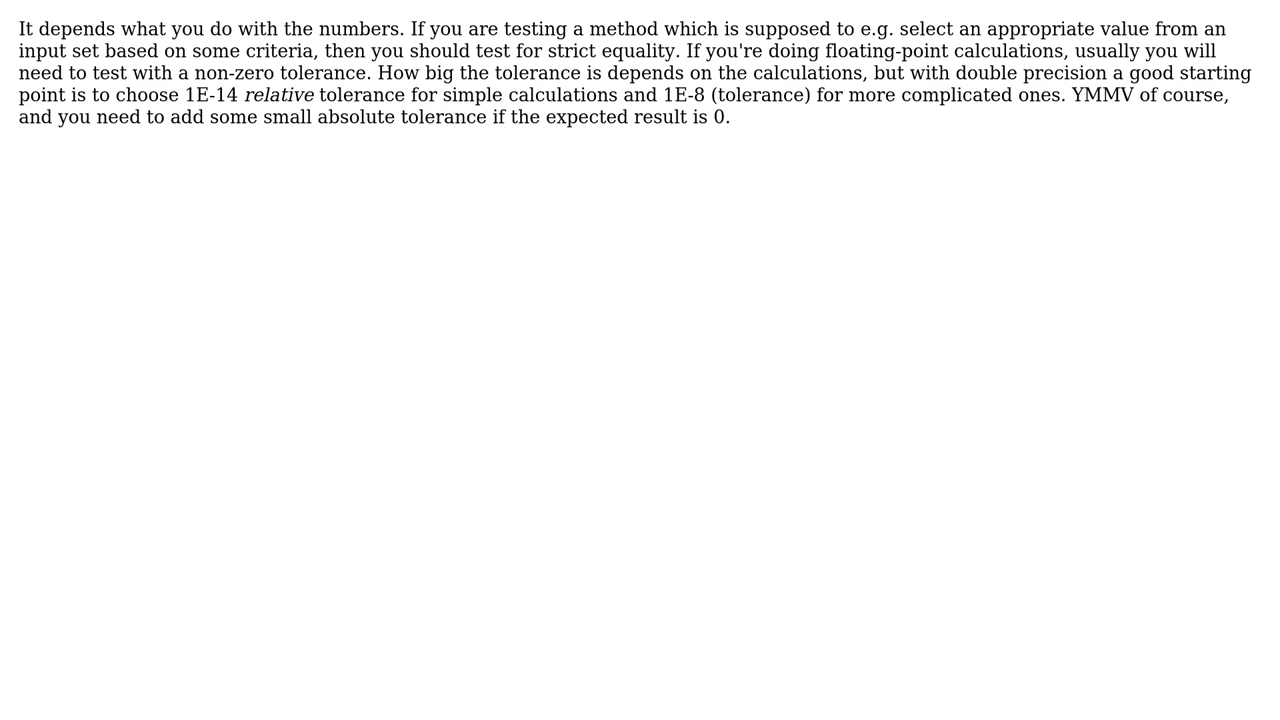 It depends what you do with the numbers. If you are testing a method which is supposed to e.g. select an appropriate value from an
input set based on some criteria, then you should test for strict equality. If you're doing floating-point calculations, usually you will
need to test with a non-zero tolerance. How big the tolerance is depends on the calculations, but with double precision a good starting
point is to choose 1E-14 relative tolerance for simple calculations and 1E-8 (tolerance) for more complicated ones. YMMV of course,
and you need to add some small absolute tolerance if the expected result is 0.